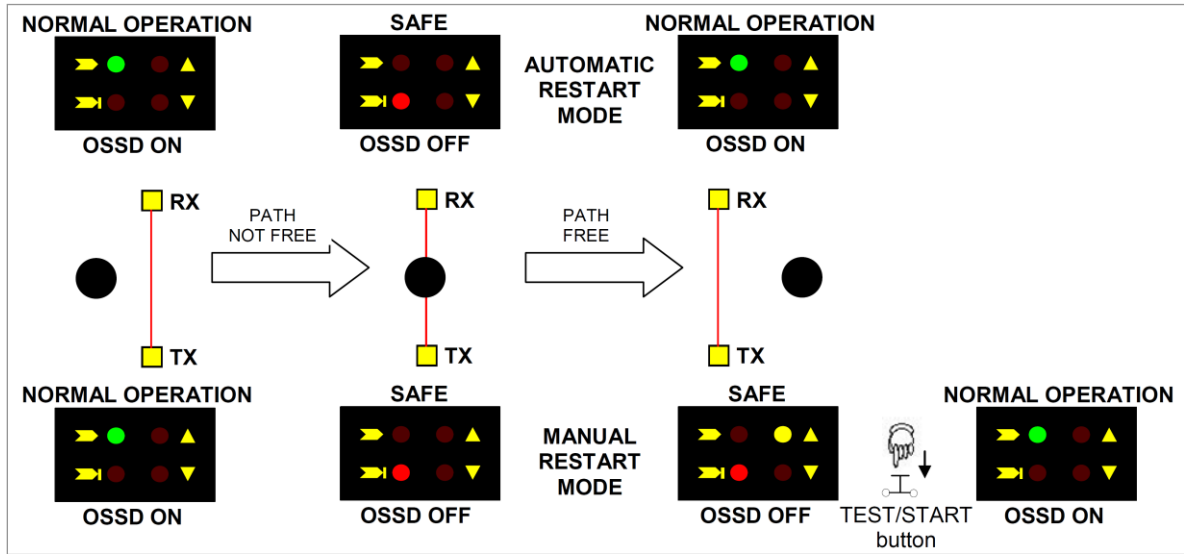 NORMAL OPERATION
SAFE
NORMAL OPERATION
AUTOMATIC
RESTART
MODE
OSSD ON
OSSD OFF
OSSD ON
RX
PATH
NOT FREE
RX
PATH
FREE
RX
TX
TX
TX
NORMAL OPERATION
SAFE
SAFE
NORMAL OPERATION
MANUAL
RESTART
MODE
OSSD ON
OSSD OFF
OSSD OFF
TEST/START
button
OSSD ON